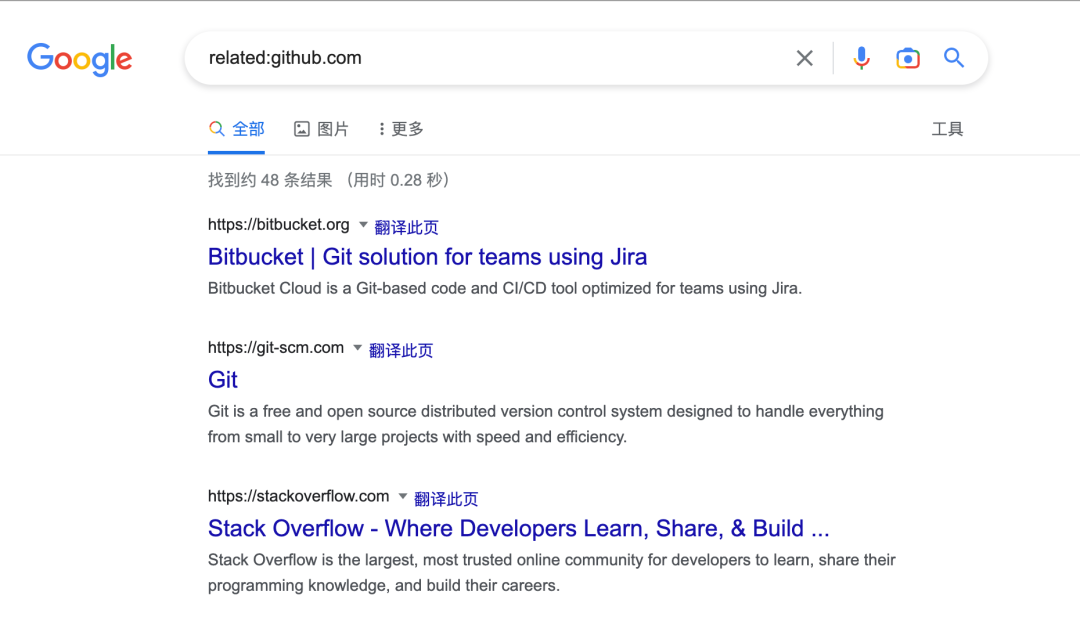 Google
related:github.com
全部
图片
更多
工具
找到约 48 条结果 （用时 0.28 秒）
https://bitbucket.org 翻译此页
Bitbucket | Git solution for teams using Jira
Bitbucket Cloud is a Git-based code and CI/CD tool optimized for teams using Jira.
https://git-scm.com 翻译此页
Git
Git is a free and open source distributed version control system designed to handle everything
from small to very large projects with speed and efficiency.
https://stackoverflow.com 翻译此页
Stack Overflow - Where Developers Learn, Share, & Build ...
Stack Overflow is the largest, most trusted online community for developers to learn, share their
programming knowledge, and build their careers.